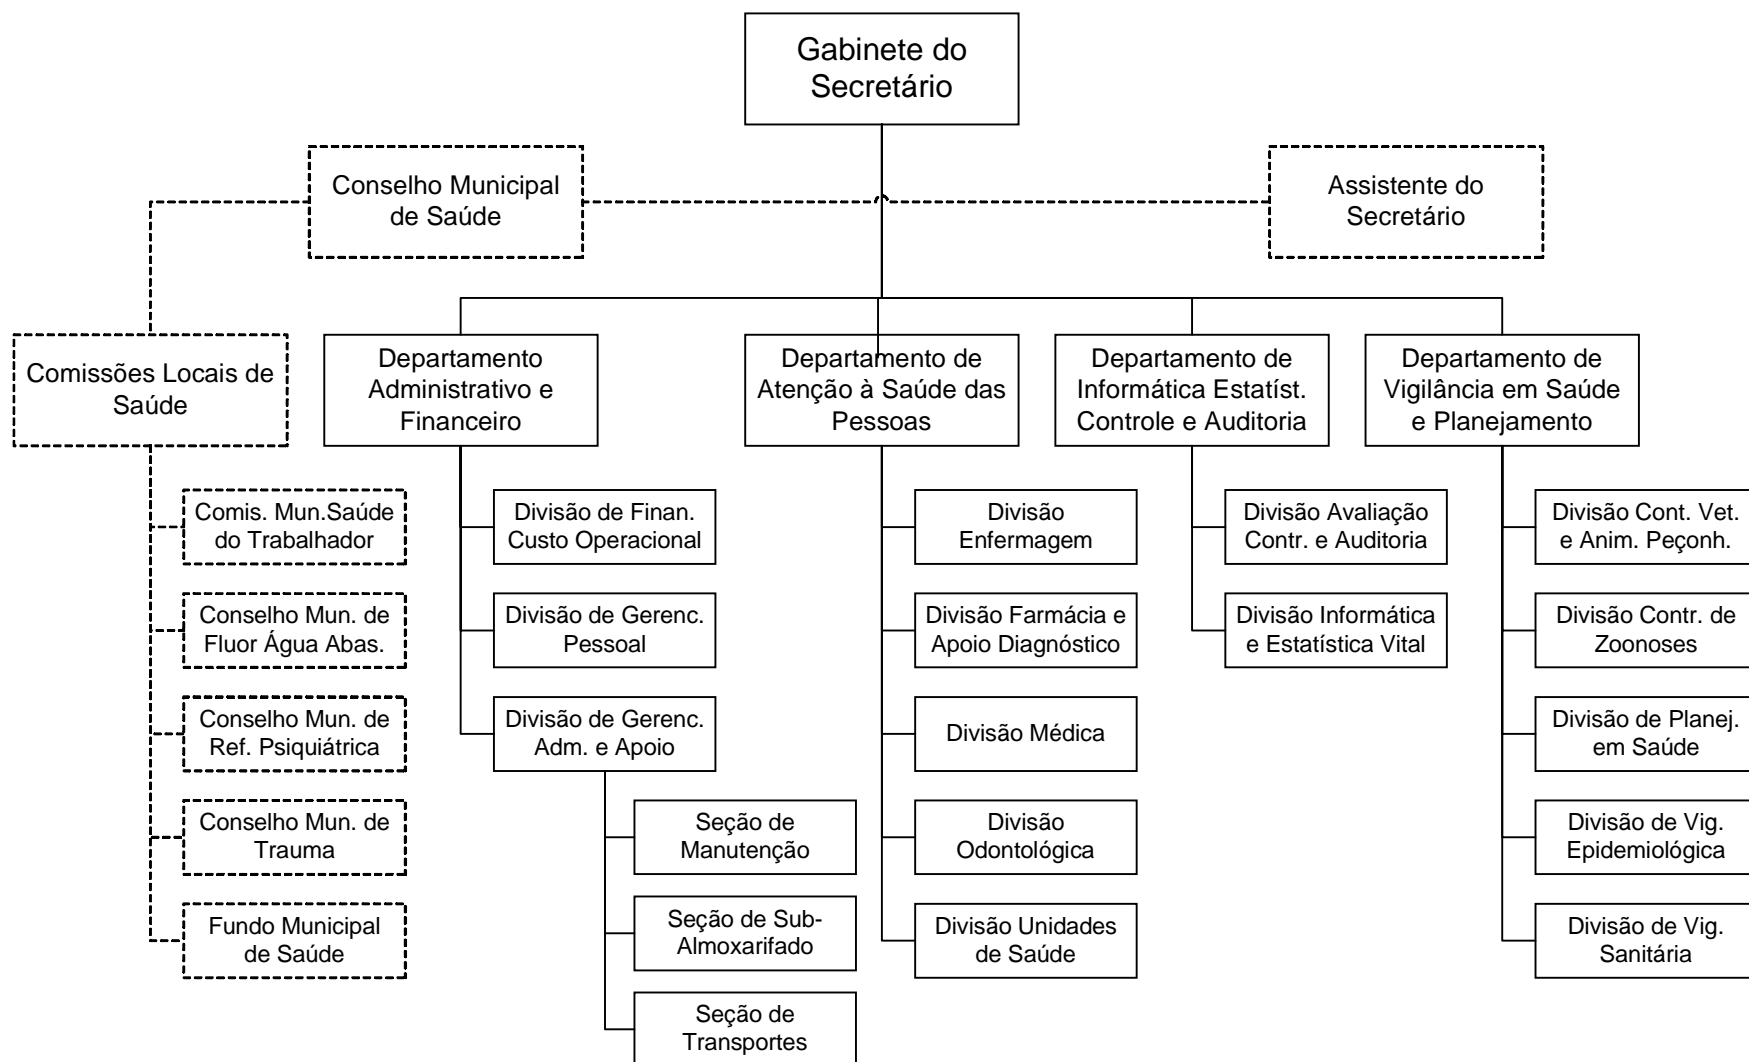 Gabinete do
Secretário
Conselho Municipal
de Saúde
Assistente do
Secretário
Comissões Locais de
Saúde
Departamento
Administrativo e
Financeiro
Departamento de
Atenção à Saúde das
Pessoas
Departamento de
Informática Estatíst.
Controle e Auditoria
Departamento de
Vigilância em Saúde
e Planejamento
Comis. Mun.Saúde
do Trabalhador
Conselho Mun. de
Fluor Água Abas.
Conselho Mun. de
Ref. Psiquiátrica
Conselho Mun. de
Trauma
Fundo Municipal
de Saúde
Divisão de Finan.
Custo Operacional
Divisão de Gerenc.
Pessoal
Divisão de Gerenc.
Adm. e Apoio
Seção de
Manutenção
Seção de Sub-
Almoxarifado
Seção de
Transportes
Divisão
Enfermagem
Divisão Farmácia e
Apoio Diagnóstico
Divisão Médica
Divisão
Odontológica
Divisão Unidades
de Saúde
Divisão Avaliação
Contr. e Auditoria
Divisão Informática
e Estatística Vital
Divisão Cont. Vet.
e Anim. Peçonh.
Divisão Contr. de
Zoonoses
Divisão de Planej.
em Saúde
Divisão de Vig.
Epidemiológica
Divisão de Vig.
Sanitária